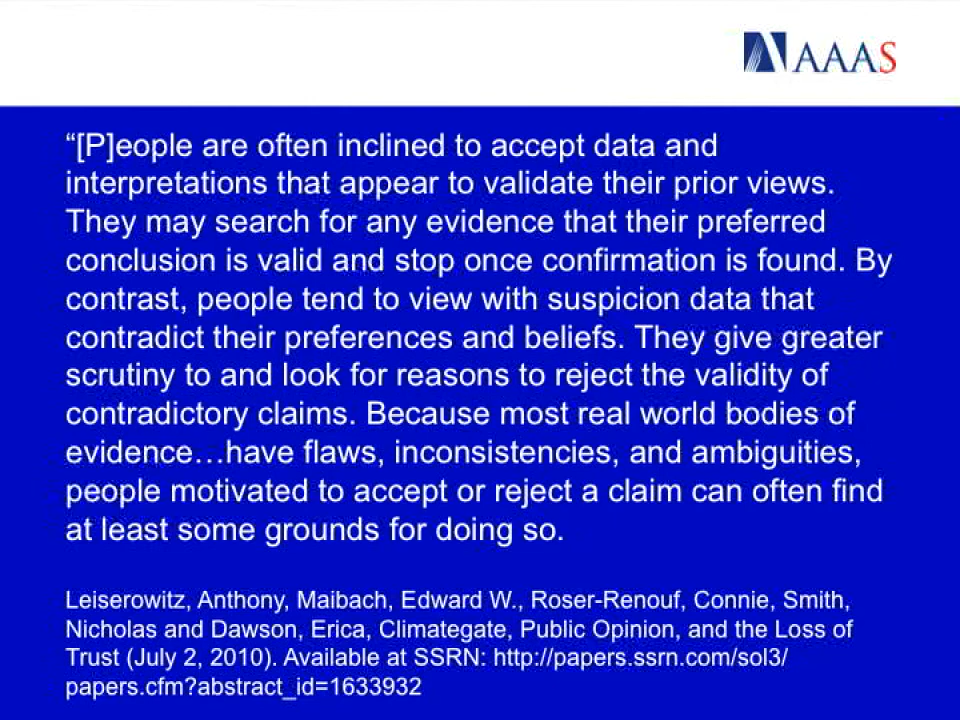 AAAS
“[P]eople are often inclined to accept data and
interpretations that appear to validate their prior views.
They may search for any evidence that their preferred
conclusion is valid and stop once confirmation is found. By
contrast, people tend to view with suspicion data that
contradict their preferences and beliefs. They give greater
scrutiny to and look for reasons to reject the validity of
contradictory claims. Because most real world bodies of
evidence…have flaws, inconsistencies, and ambiguities,
people motivated to accept or reject a claim can often find
at least some grounds for doing so.
Leiserowitz, Anthony, Maibach, Edward W., Roser-Renouf, Connie, Smith,
Nicholas and Dawson, Erica, Climategate, Public Opinion, and the Loss of
Trust (July 2, 2010). Available at SSRN: http://papers.ssrn.com/sol3/
papers.cfm?abstract_id=1633932